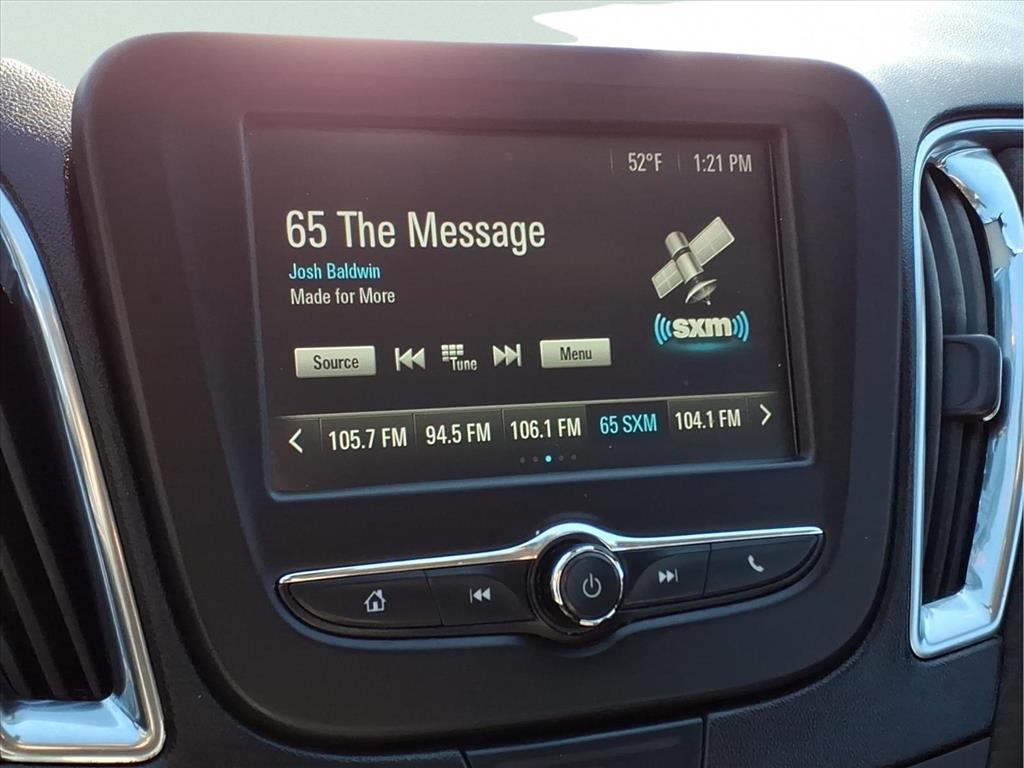 52°F 1:21 PM
65 The Message
Josh Baldwin
Made for More
((sxm))
Source Tune Menu
105.7 FM 94.5 FM 106.1 FM 65 SXM 104.1 FM